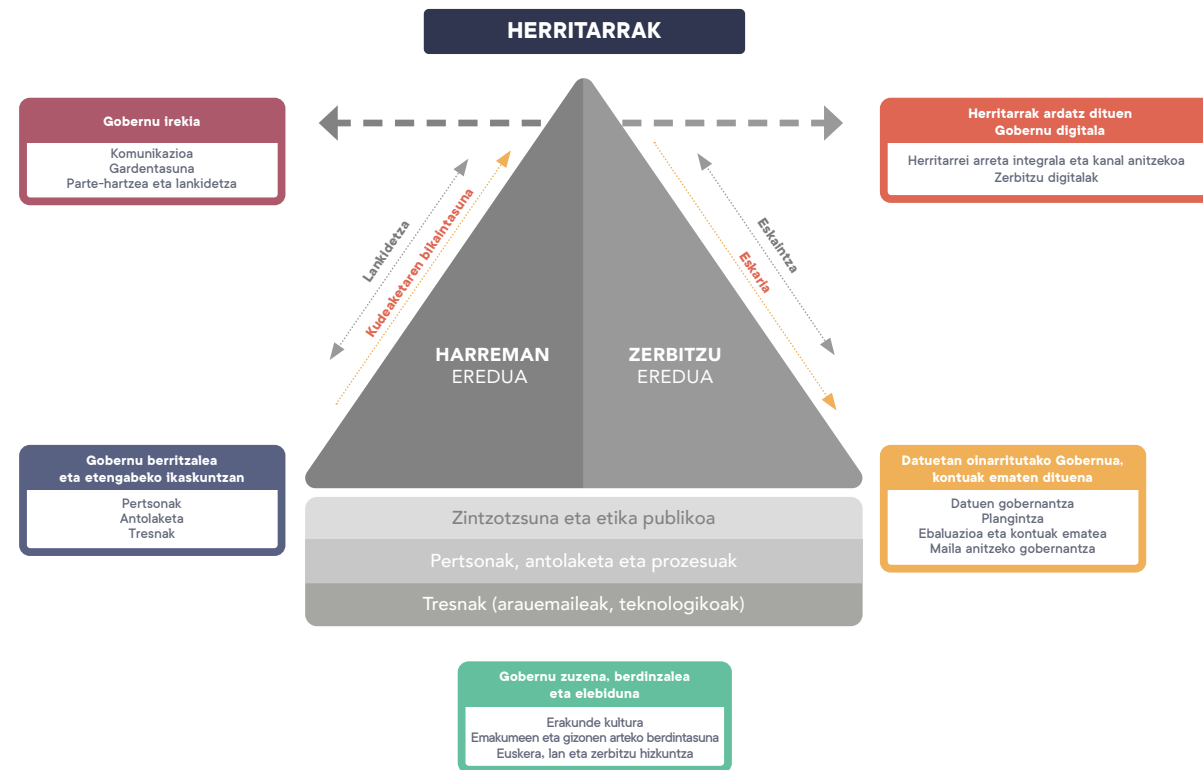 HERRITARRAK
Gobernu irekia
Komunikazioa
Gardentasuna
Parte-hartzea eta lankidetza
Herritarrak ardatz dituen
Gobernu digitala
Herritarrei arreta integrala eta kanal anitzekoa
Zerbitzu digitalak
Lankidetza
Kudeaketaren bikaintasuna
Eskaintza
Eskaria
HARREMAN
EREDUA
ZERBITZU
EREDUA
Gobernu berritzalea
eta etengabeko ikaskuntzan
Pertsonak
Antolaketa
Tresnak
Datuetan oinarritutako Gobernua,
kontuak ematen dituena
Datuen gobernantza
Plangintza
Ebaluazioa eta kontuak ematea
Maila anitzeko gobernantza
Zintzotzsuna eta etika publikoa
Pertsonak, antolaketa eta prozesuak
Tresnak (arauemaileak, teknologikoak)
Gobernu zuzena, berdinzalea
eta elebiduna
Erakunde kultura
Emakumeen eta gizonen arteko berdintasuna
Euskera, lan eta zerbitzu hizkuntza